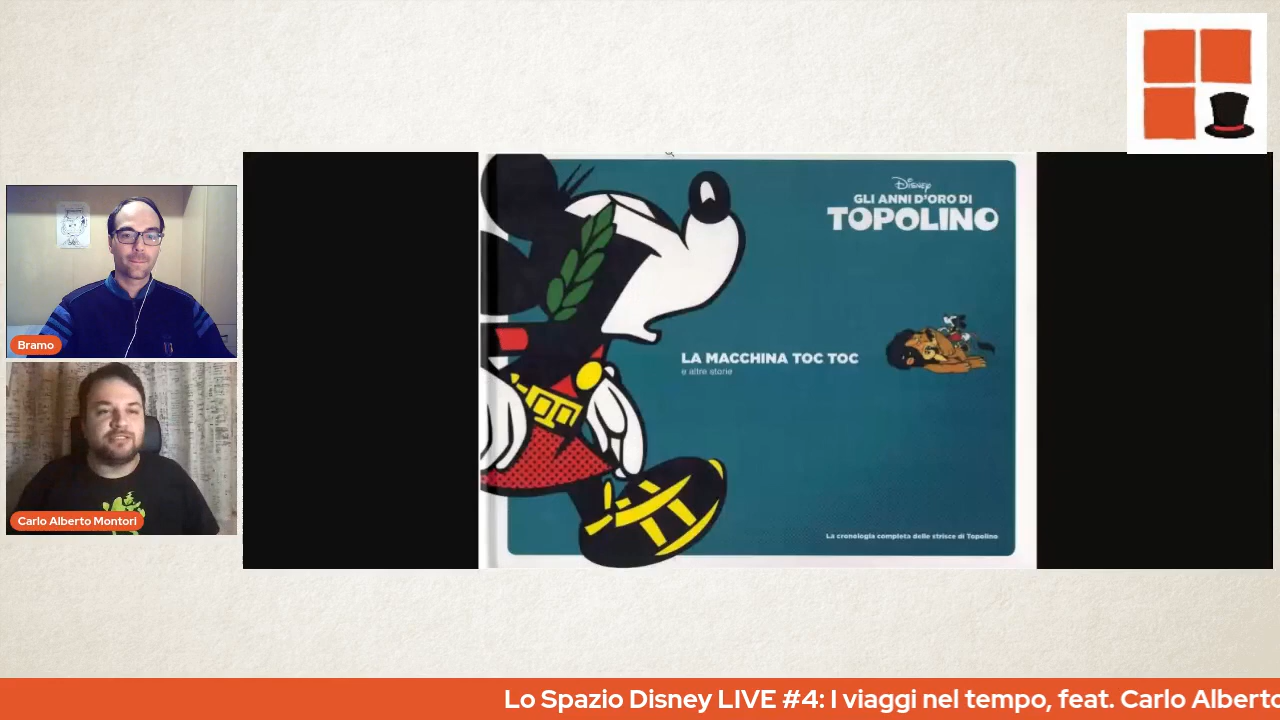 Disney
GLI ANNI D'ORO DI
TOPOLINO
LA MACCHINA TOC TOC
e altre storie
La cronologia completa delle strisce di Topolino
Bramo
Carlo Alberto Montori
Lo Spazio Disney LIVE #4: I viaggi nel tempo, feat. Carlo Alberto